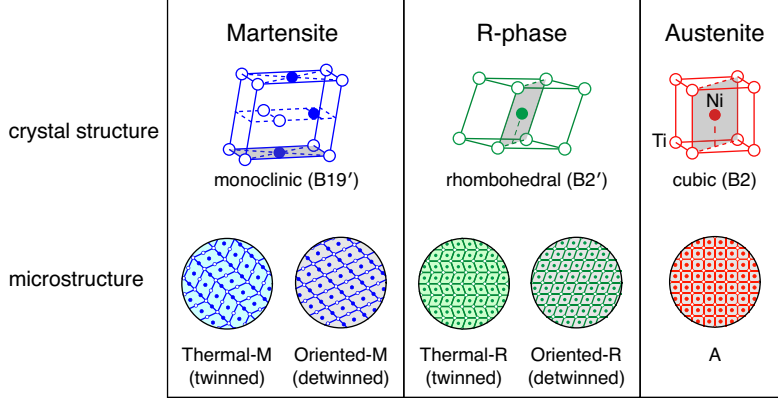 Martensite
R-phase
Austenite
crystal structure
Ni
Ti
monoclinic (B19′)
rhombohedral (B2′)
cubic (B2)
microstructure
Thermal-M
(twinned)
Oriented-M
(detwinned)
Thermal-R
(twinned)
Oriented-R
(detwinned)
A